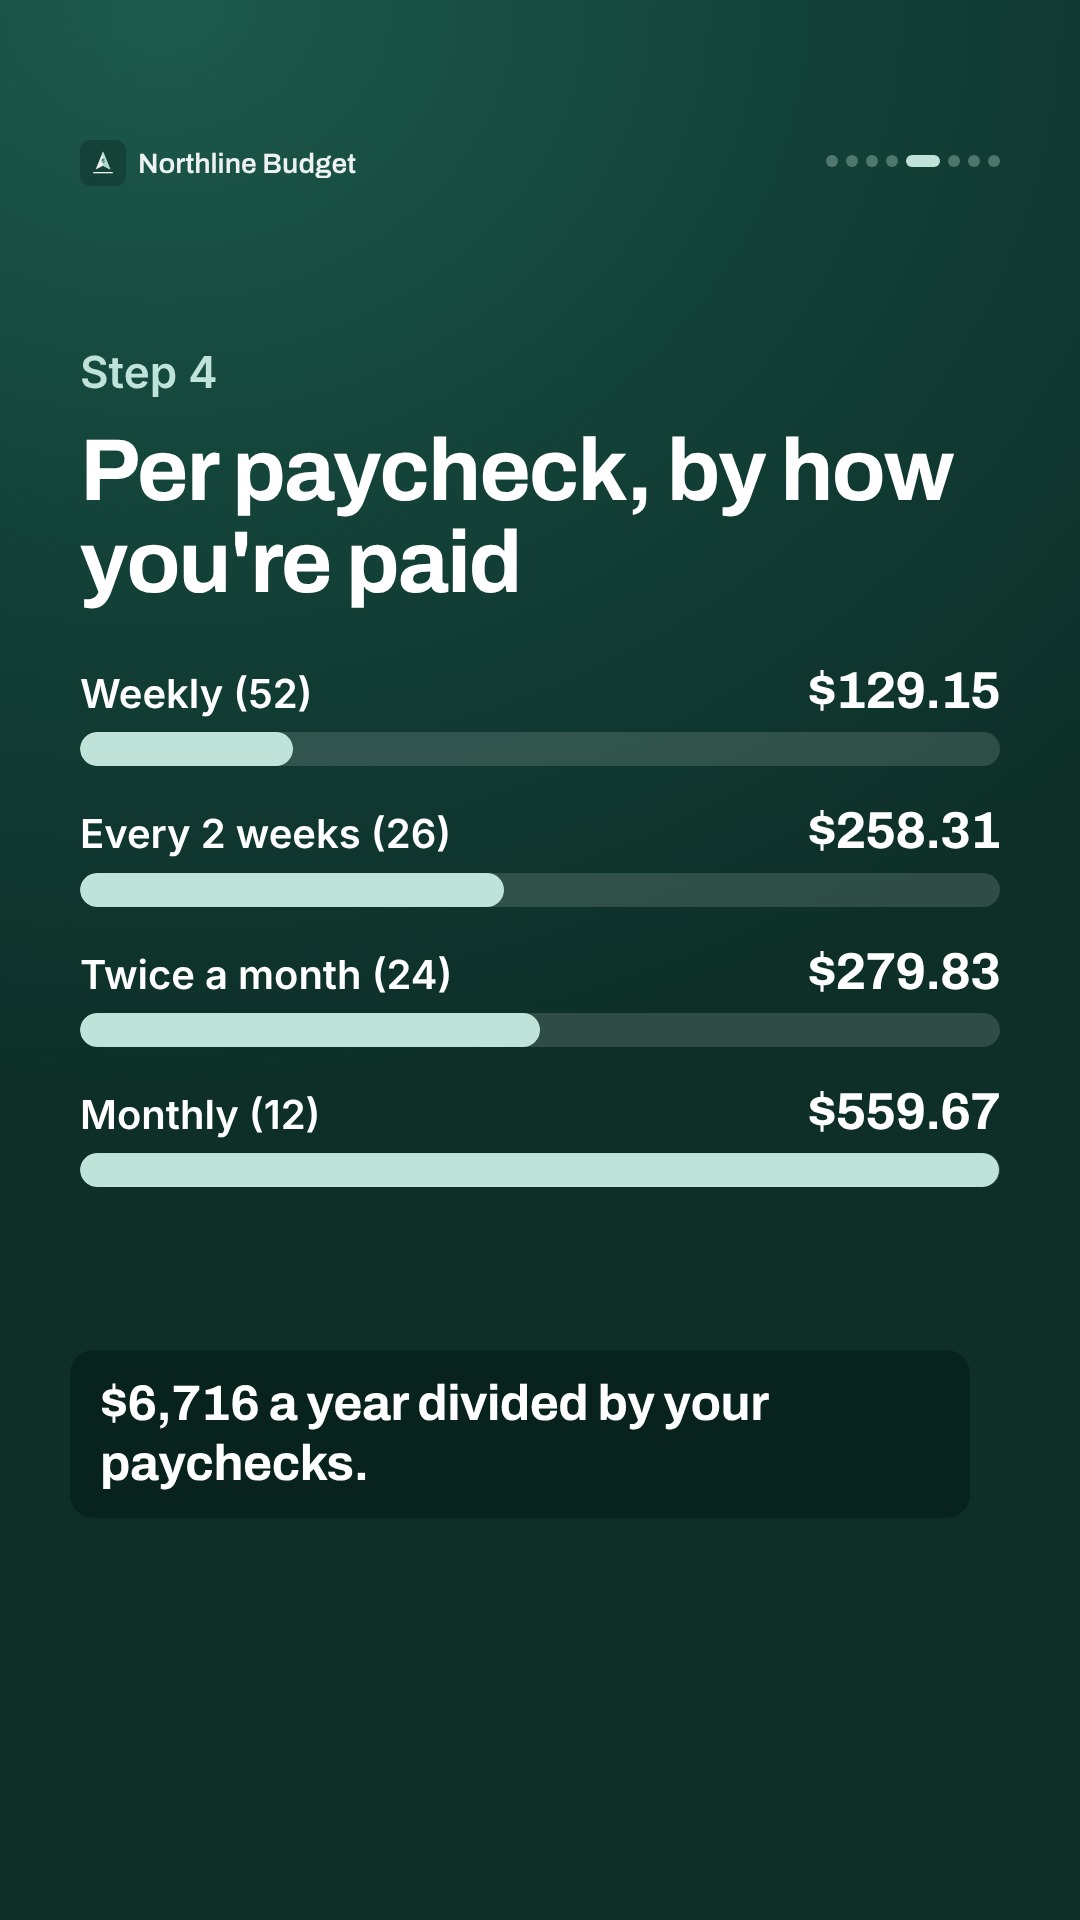 Northline Budget
Step 4
Per paycheck, by how
you're paid
Weekly (52) $129.15
Every 2 weeks (26) $258.31
Twice a month (24) $279.83
Monthly (12) $559.67
$6,716 a year divided by your
paychecks.